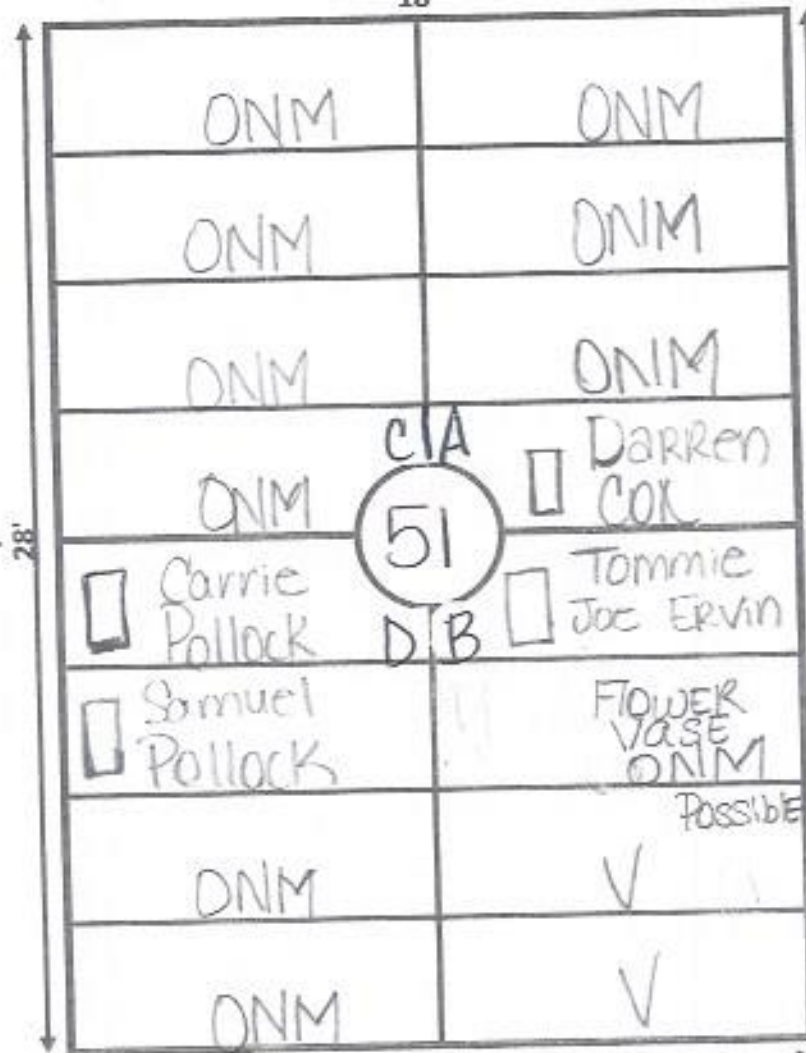 ONM ONM
ONM ONM
ONM ONM
C A
ONM
Darren
Cox
51
28'
Carrie
Pollock
Tommie
Joe Ervin
D B
Samuel
Pollock
FLOWER
VASE
ONM
Possible
ONM V
ONM V